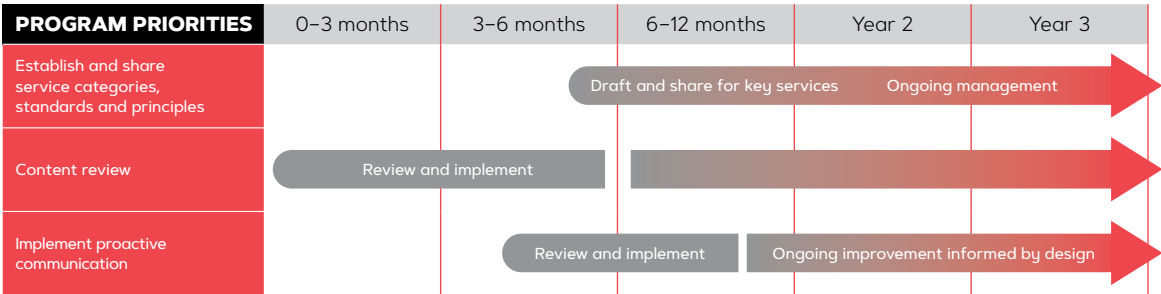 PROGRAM PRIORITIES 0–3 months 3–6 months 6–12 months Year 2 Year 3
Establish and share
service categories,
standards and principles
Draft and share for key services Ongoing management
Content review
Review and implement
Implement proactive
communication
Review and implement Ongoing improvement informed by design